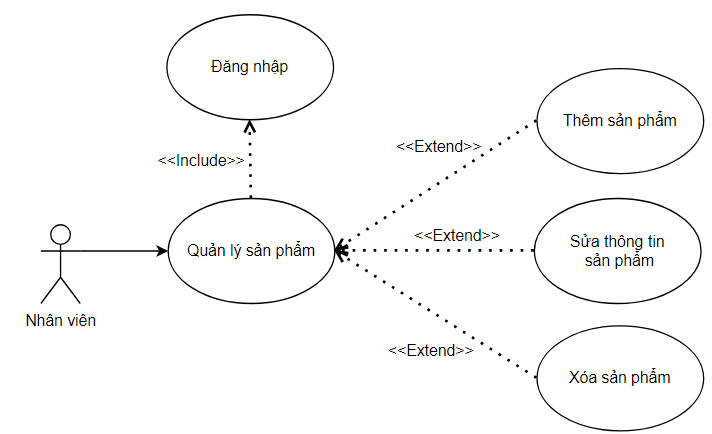 Đăng nhập
Thêm sản phẩm
<<Extend>>
<<Include>>
<<Extend>>
Sửa thông tin
sản phẩm
Quản lý sản phẩm
Nhân viên
<<Extend>>
Xóa sản phẩm